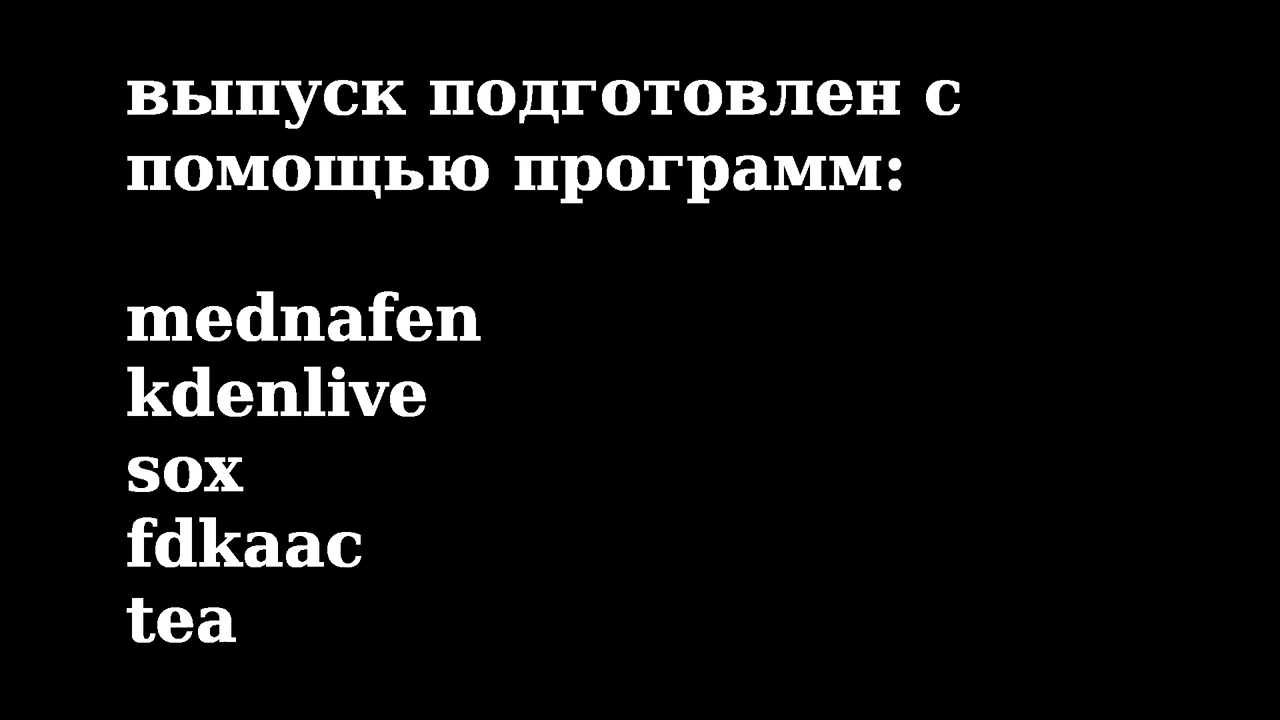 выпуск подготовлен с
помощью программ:
mednafen
kdenlive
sox
fdkaac
tea